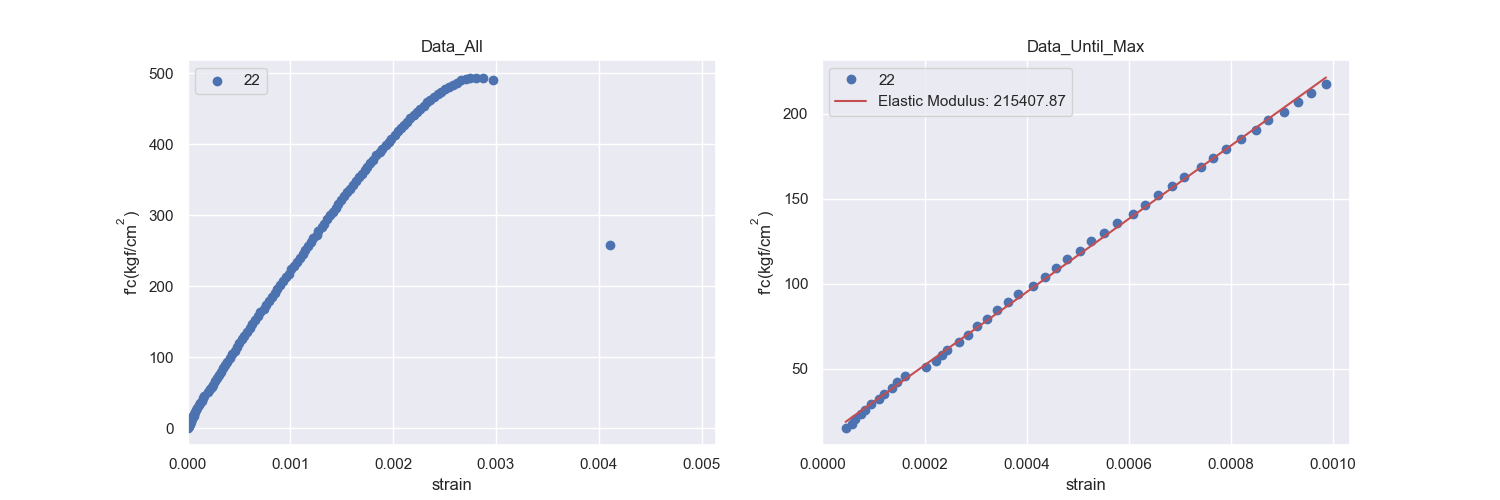 Data_All
22
500
400
300
200
100
0
f'c(kgf/cm²)
0.000 0.001 0.002 0.003 0.004 0.005
strain
Data_Until_Max
22
Elastic Modulus: 215407.87
200
150
100
50
f'c(kgf/cm²)
0.0000 0.0002 0.0004 0.0006 0.0008 0.0010
strain